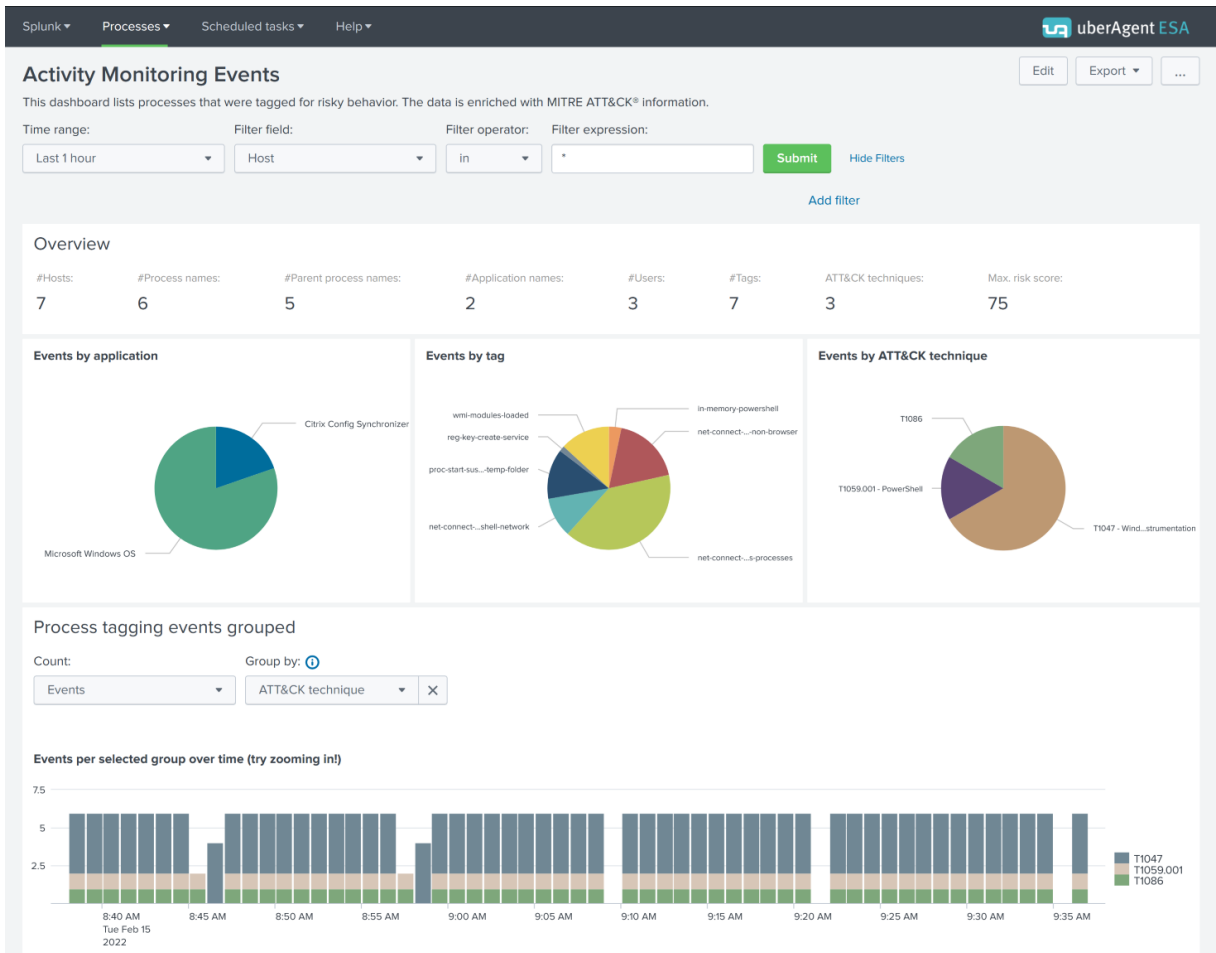 Splunk Processes Scheduled tasks Help uberAgent ESA
Activity Monitoring Events
Edit Export ...
This dashboard lists processes that were tagged for risky behavior. The data is enriched with MITRE ATT&CK® information.
Time range: Filter field: Filter operator: Filter expression:
Last 1 hour Host in * Submit Hide Filters
Add filter
Overview
#Hosts: #Process names: #Parent process names: #Application names: #Users: #Tags: ATT&CK techniques: Max. risk score:
7 6 5 2 3 7 3 75
Events by application
Citrix Config Synchronizer
Microsoft Windows OS
Events by tag
wmi-modules-loaded
in-memory-powershell
reg-key-create-service
net-connect-...-non-browser
proc-start-sus...-temp-folder
net-connect-...shell-network
net-connect-...s-processes
Events by ATT&CK technique
T1086
T1059.001 - PowerShell
T1047 - Wind...strumentation
Process tagging events grouped
Count: Group by:
Events ATT&CK technique
Events per selected group over time (try zooming in!)
7.5
5
2.5
T1047
T1059.001
T1086
8:40 AM 8:45 AM 8:50 AM 8:55 AM 9:00 AM 9:05 AM 9:10 AM 9:15 AM 9:20 AM 9:25 AM 9:30 AM 9:35 AM
Tue Feb 15
2022